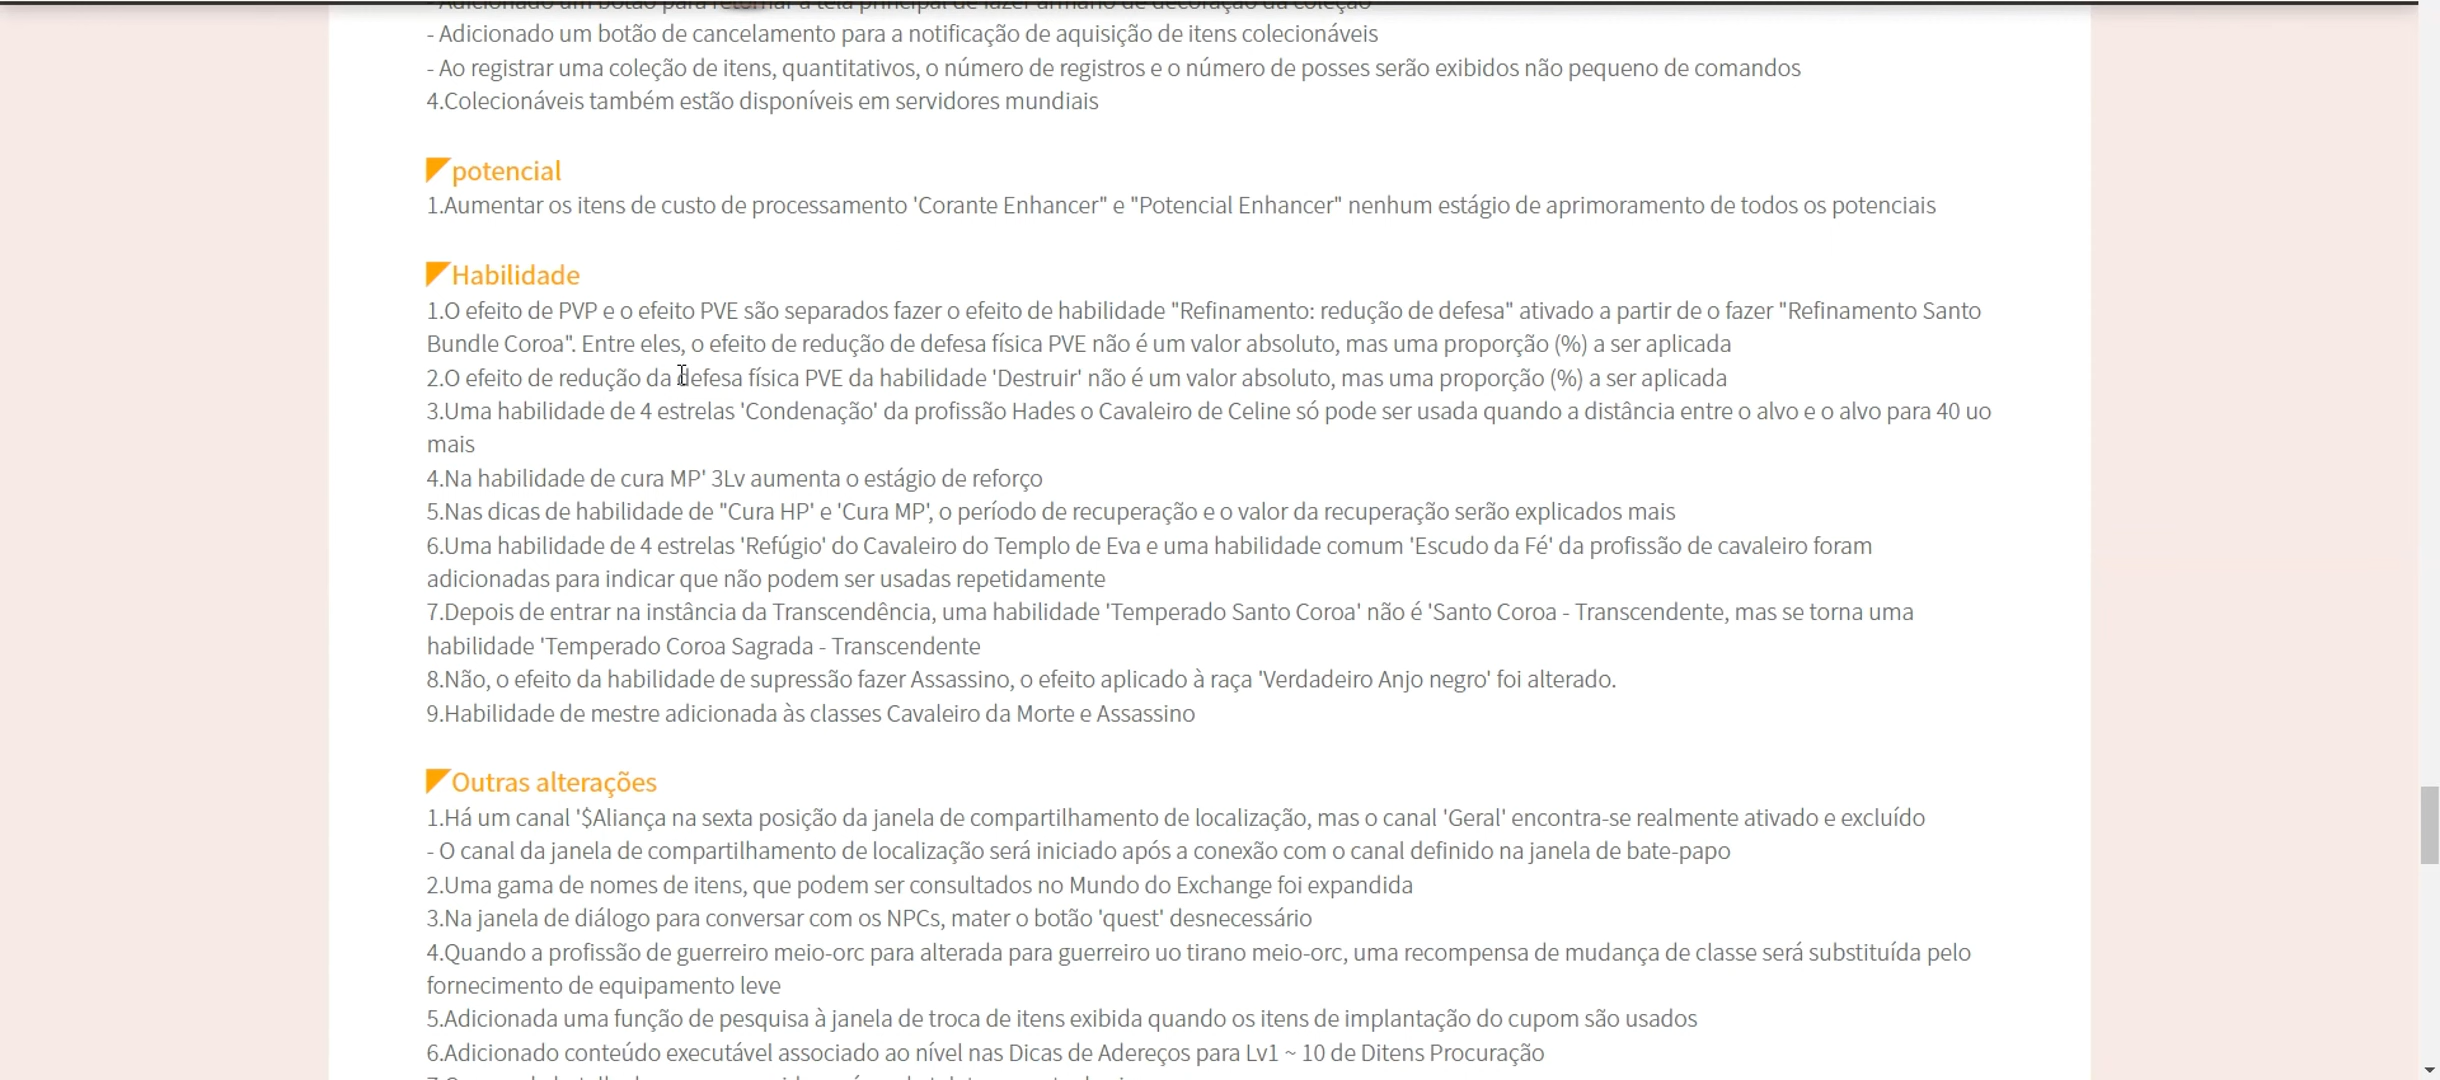 - Adicionado um botão para retornar à tela principal de fazer armário de decoração da coleção
- Adicionado um botão de cancelamento para a notificação de aquisição de itens colecionáveis
- Ao registrar uma coleção de itens, quantitativos, o número de registros e o número de posses serão exibidos não pequeno de comandos
4.Colecionáveis também estão disponíveis em servidores mundiais
potencial
1.Aumentar os itens de custo de processamento 'Corante Enhancer" e "Potencial Enhancer" nenhum estágio de aprimoramento de todos os potenciais
Habilidade
1.O efeito de PVP e o efeito PVE são separados fazer o efeito de habilidade "Refinamento: redução de defesa" ativado a partir de o fazer "Refinamento Santo
Bundle Coroa". Entre eles, o efeito de redução de defesa física PVE não é um valor absoluto, mas uma proporção (%) a ser aplicada
2.O efeito de redução da defesa física PVE da habilidade 'Destruir' não é um valor absoluto, mas uma proporção (%) a ser aplicada
3.Uma habilidade de 4 estrelas 'Condenação' da profissão Hades o Cavaleiro de Celine só pode ser usada quando a distância entre o alvo e o alvo para 40 uo
mais
4.Na habilidade de cura MP' 3Lv aumenta o estágio de reforço
5.Nas dicas de habilidade de "Cura HP' e 'Cura MP', o período de recuperação e o valor da recuperação serão explicados mais
6.Uma habilidade de 4 estrelas 'Refúgio' do Cavaleiro do Templo de Eva e uma habilidade comum 'Escudo da Fé' da profissão de cavaleiro foram
adicionadas para indicar que não podem ser usadas repetidamente
7.Depois de entrar na instância da Transcendência, uma habilidade 'Temperado Santo Coroa' não é 'Santo Coroa - Transcendente, mas se torna uma
habilidade 'Temperado Coroa Sagrada - Transcendente
8.Não, o efeito da habilidade de supressão fazer Assassino, o efeito aplicado à raça 'Verdadeiro Anjo negro' foi alterado.
9.Habilidade de mestre adicionada às classes Cavaleiro da Morte e Assassino
Outras alterações
1.Há um canal '$Aliança na sexta posição da janela de compartilhamento de localização, mas o canal 'Geral' encontra-se realmente ativado e excluído
- O canal da janela de compartilhamento de localização será iniciado após a conexão com o canal definido na janela de bate-papo
2.Uma gama de nomes de itens, que podem ser consultados no Mundo do Exchange foi expandida
3.Na janela de diálogo para conversar com os NPCs, mater o botão 'quest' desnecessário
4.Quando a profissão de guerreiro meio-orc para alterada para guerreiro uo tirano meio-orc, uma recompensa de mudança de classe será substituída pelo
fornecimento de equipamento leve
5.Adicionada uma função de pesquisa à janela de troca de itens exibida quando os itens de implantação do cupom são usados
6.Adicionado conteúdo executável associado ao nível nas Dicas de Adereços para Lv1 ~ 10 de Ditens Procuração